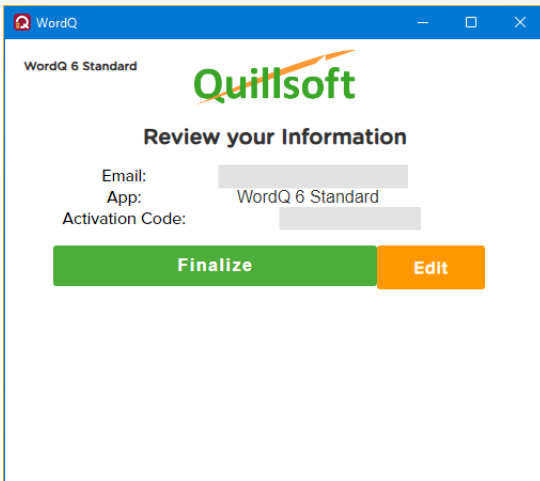 WordQ
WordQ 6 Standard
Quillsoft
Review your Information
Email:
App: WordQ 6 Standard
Activation Code:
Finalize Edit